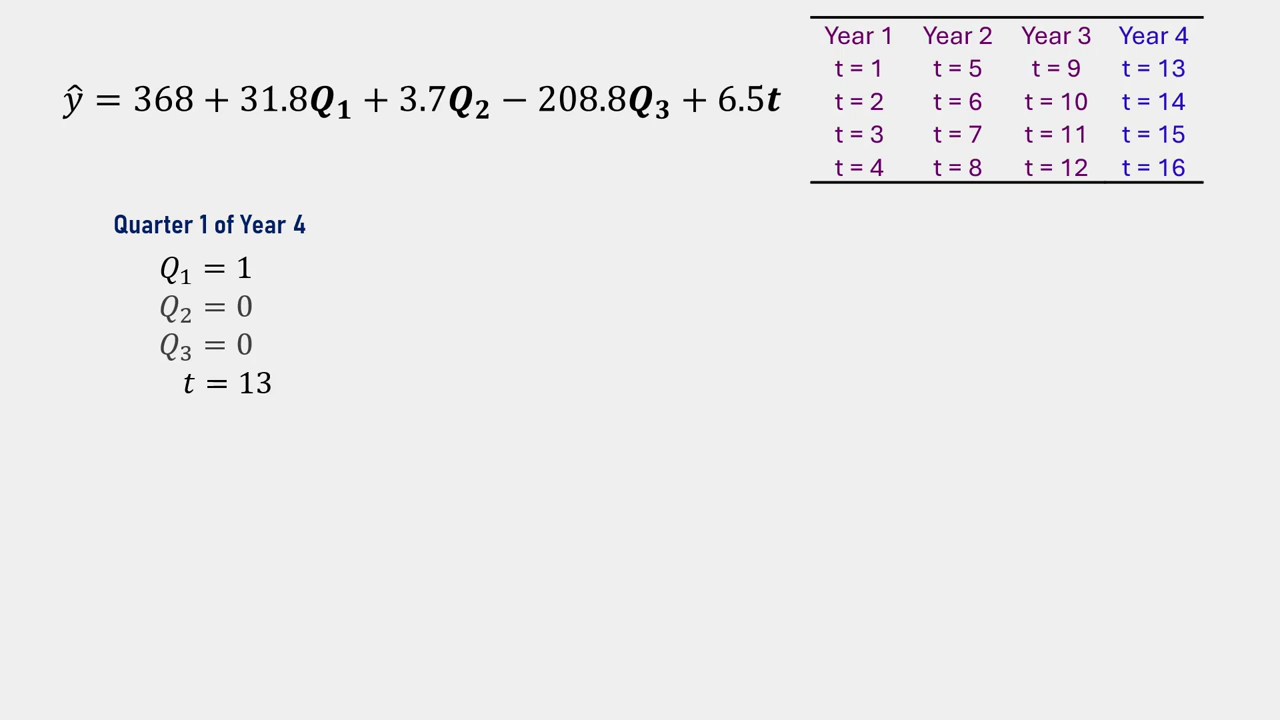 ŷ = 368 + 31.8Q₁ + 3.7Q₂ − 208.8Q₃ + 6.5t
Year 1 Year 2 Year 3 Year 4
t = 1 t = 5 t = 9 t = 13
t = 2 t = 6 t = 10 t = 14
t = 3 t = 7 t = 11 t = 15
t = 4 t = 8 t = 12 t = 16
Quarter 1 of Year 4
Q₁ = 1
Q₂ = 0
Q₃ = 0
t = 13